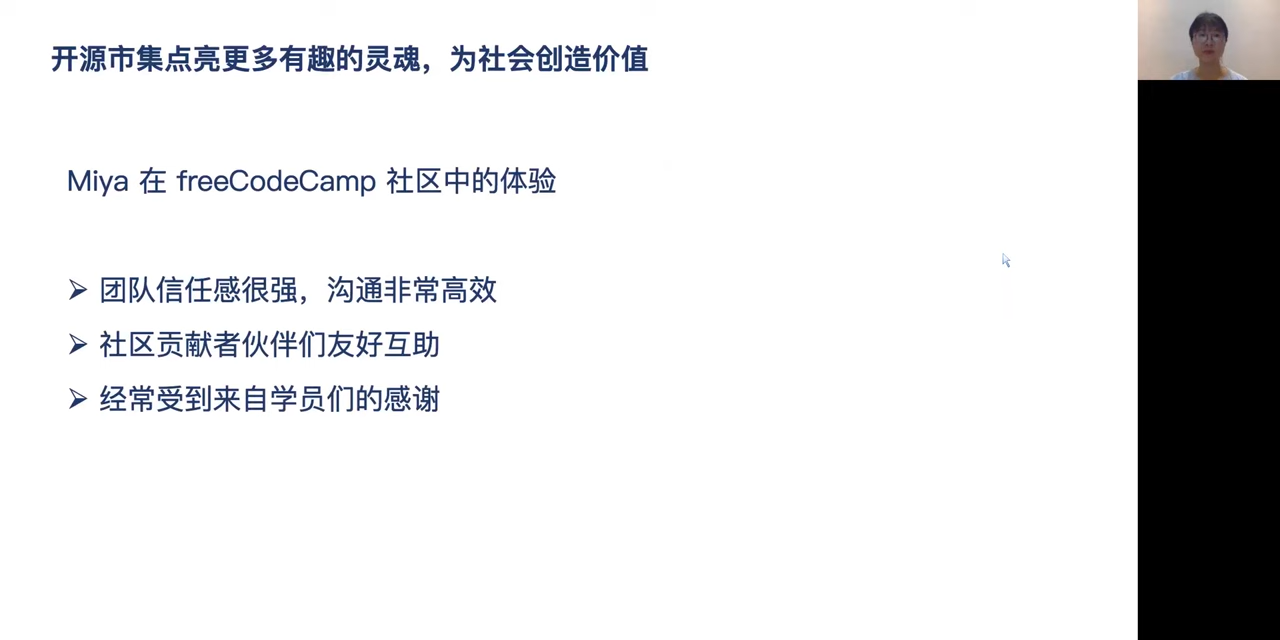 开源市集点亮更多有趣的灵魂，为社会创造价值
Miya 在 freeCodeCamp 社区中的体验
➢ 团队信任感很强，沟通非常高效
➢ 社区贡献者伙伴们友好互助
➢ 经常受到来自学员们的感谢